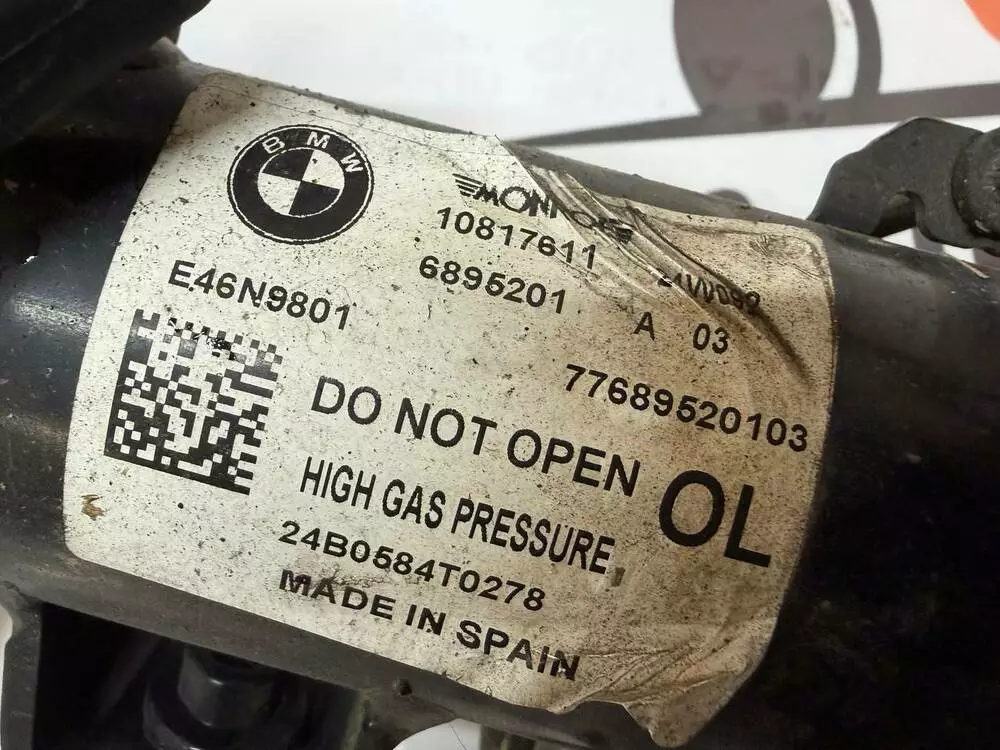 BMW
MONROE
10817611
6895201
A 03
E46N9801
77689520103
DO NOT OPEN
OL
HIGH GAS PRESSURE
24B0584T0278
MADE IN SPAIN